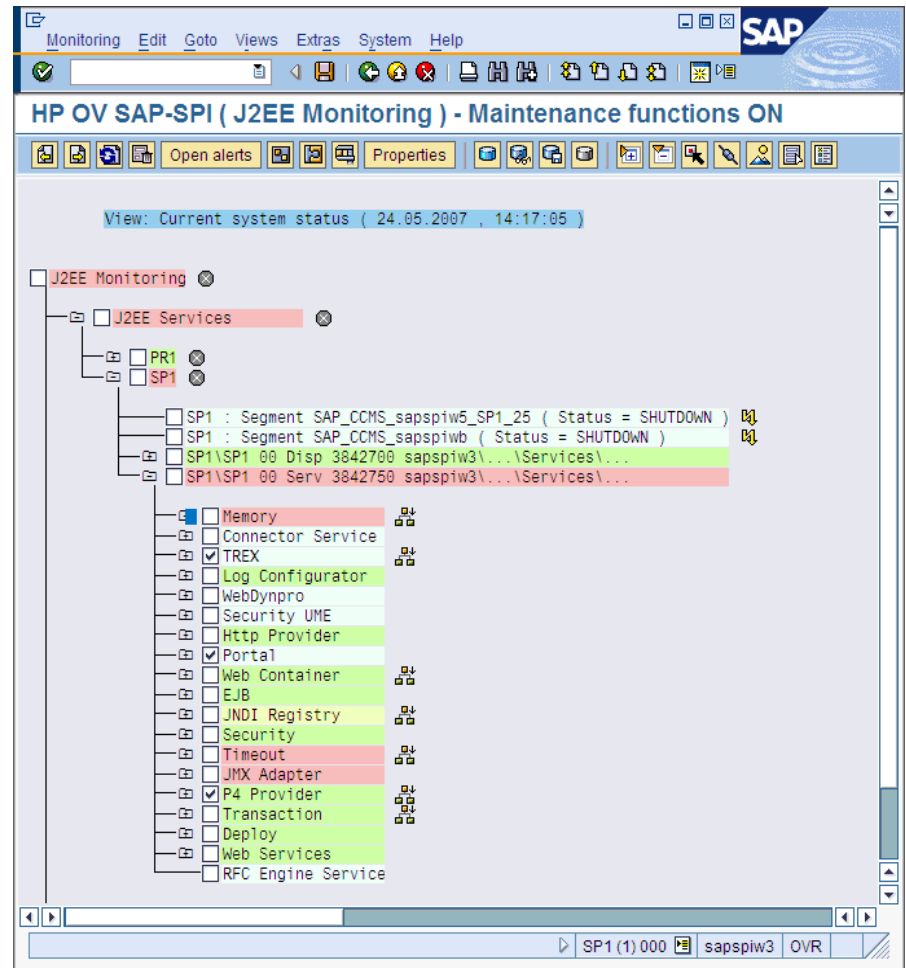 Monitoring Edit Goto Views Extras System Help
SAP
HP OV SAP-SPI ( J2EE Monitoring ) - Maintenance functions ON
Open alerts Properties
View: Current system status ( 24.05.2007 , 14:17:05 )
J2EE Monitoring
J2EE Services
PR1
SP1
SP1 : Segment SAP_CCMS_sapspiw5_SP1_25 ( Status = SHUTDOWN )
SP1 : Segment SAP_CCMS_sapspiwb ( Status = SHUTDOWN )
SP1\SP1 00 Disp 3842700 sapspiw3\...\Services\...
SP1\SP1 00 Serv 3842750 sapspiw3\...\Services\...
Memory
Connector Service
TREX
Log Configurator
WebDynpro
Security UME
Http Provider
Portal
Web Container
EJB
JNDI Registry
Security
Timeout
JMX Adapter
P4 Provider
Transaction
Deploy
Web Services
RFC Engine Service
SP1 (1) 000 sapspiw3 OVR